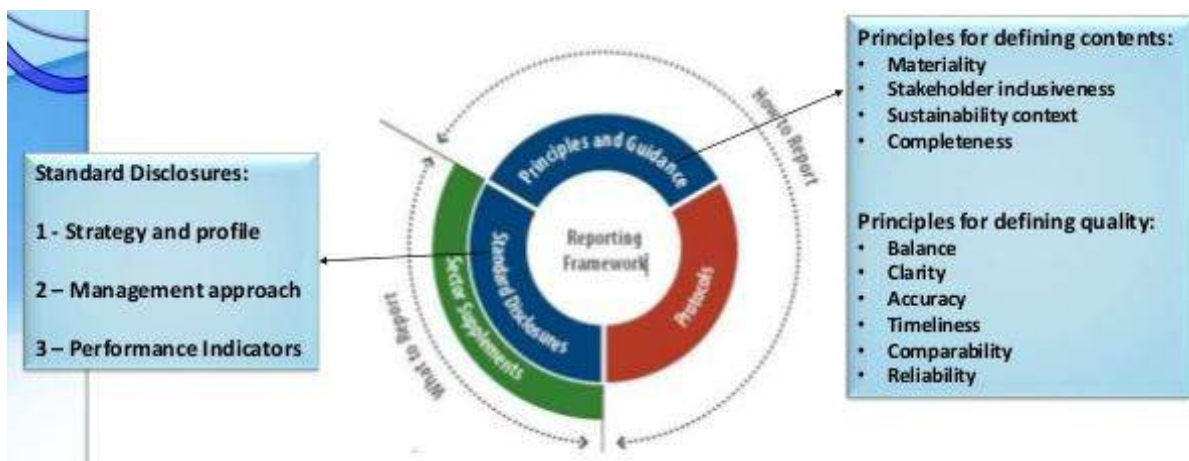 Standard Disclosures:
1 - Strategy and profile
2 – Management approach
3 – Performance Indicators
Principles and Guidance
How to Report
Reporting
Framework
Standard Disclosures
Sector Supplements
What to Report
Protocols
Principles for defining contents:
• Materiality
• Stakeholder inclusiveness
• Sustainability context
• Completeness
Principles for defining quality:
• Balance
• Clarity
• Accuracy
• Timeliness
• Comparability
• Reliability